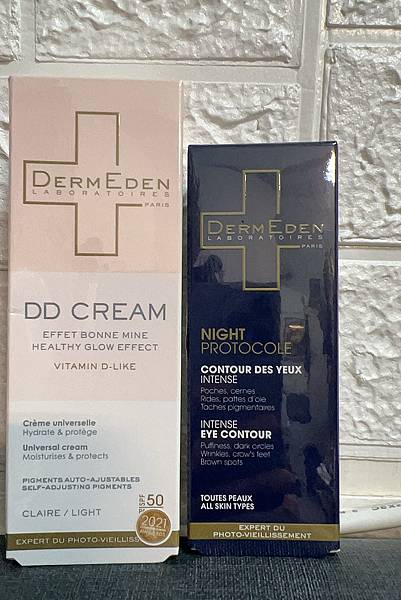 DERMEDEN
LABORATOIRES
PARIS
DD CREAM
EFFET BONNE MINE
HEALTHY GLOW EFFECT
VITAMIN D-LIKE
Crème universelle
Hydrate & protège
Universal cream
Moisturises & protects
PIGMENTS AUTO-AJUSTABLES
SELF-ADJUSTING PIGMENTS
CLAIRE / LIGHT
SPF 50
2021
EXPERT DU PHOTO-VIEILLISS
DERMEDEN
LABORATOIRES
PARIS
NIGHT
PROTOCOLE
CONTOUR DES YEUX
INTENSE
Poches, cernes
Rides, pattes d'oie
Taches pigmentaires
INTENSE
EYE CONTOUR
Puffiness, dark circles
Wrinkles, crow's feet
Brown spots
TOUTES PEAUX
ALL SKIN TYPES
EXPERT DU
PHOTO-VIEILLISSEMENT